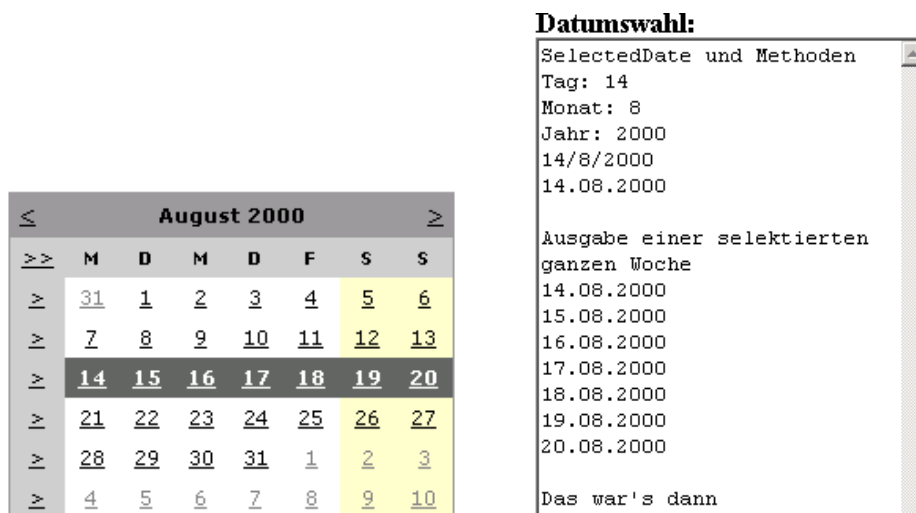 Datumswahl:
SelectedDate und Methoden
Tag: 14
Monat: 8
Jahr: 2000
14/8/2000
14.08.2000
Ausgabe einer selektierten
ganzen Woche
14.08.2000
15.08.2000
16.08.2000
17.08.2000
18.08.2000
19.08.2000
20.08.2000
Das war's dann
< August 2000 >
>> M D M D F S S
> 31 1 2 3 4 5 6
> 7 8 9 10 11 12 13
> 14 15 16 17 18 19 20
> 21 22 23 24 25 26 27
> 28 29 30 31 1 2 3
> 4 5 6 7 8 9 10